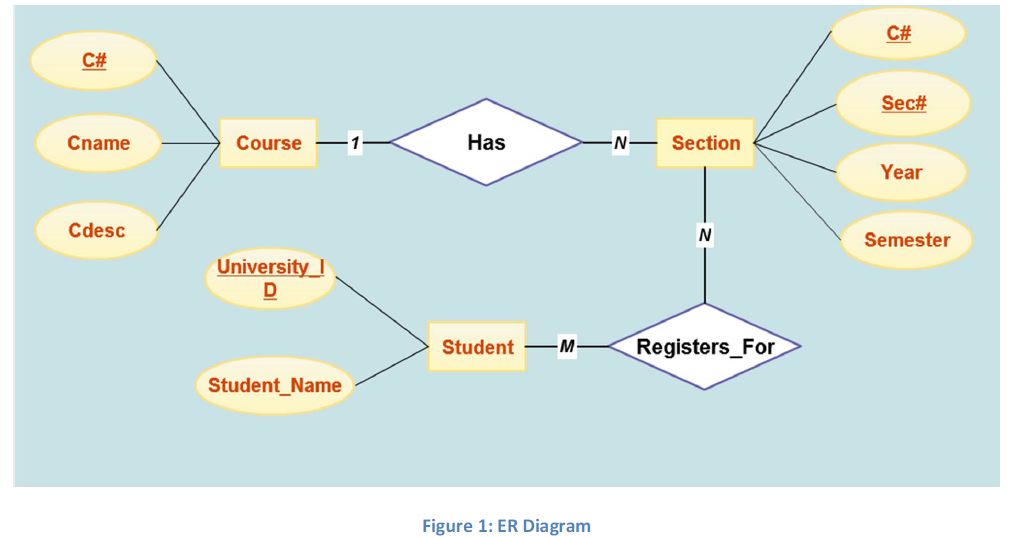 C#
Cname
Cdesc
Course
1
Has
N
Section
C#
Sec#
Year
Semester
N
University_I
D
Student_Name
Student
M
Registers_For
Figure 1: ER Diagram